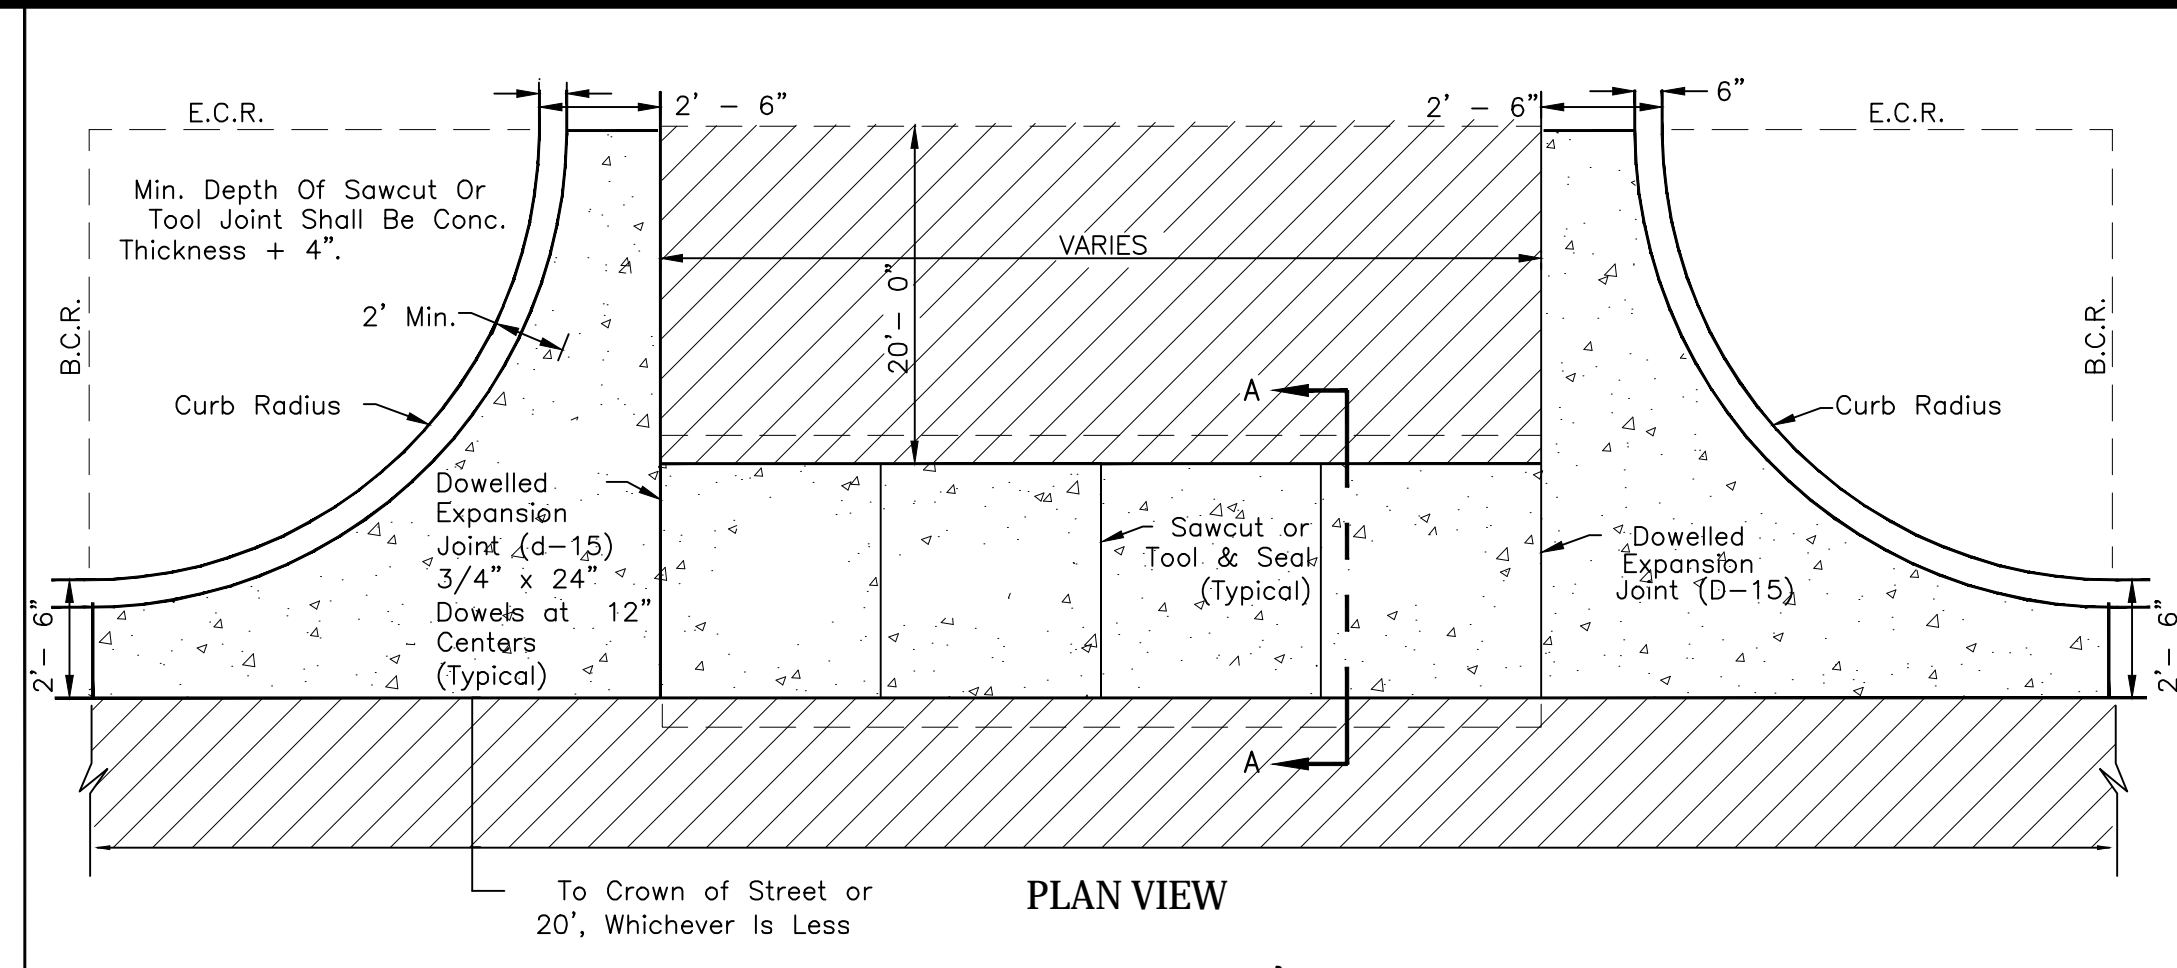 2' - 6"
2' - 6"
6"
E.C.R.
E.C.R.
Min. Depth Of Sawcut Or
Tool Joint Shall Be Conc.
Thickness + 4".
VARIES
20'- 0"
B.C.R.
B.C.R.
2' Min.
A
Curb Radius
Curb Radius
Dowelled
Expansion
Joint (d-15)
3/4" x 24"
Dowels at 12"
Centers
(Typical)
Sawcut or
Tool & Seal
(Typical)
Dowelled
Expansion
Joint (D-15)
2'- 6"
2'- 6"
A
To Crown of Street or
20', Whichever Is Less
PLAN VIEW